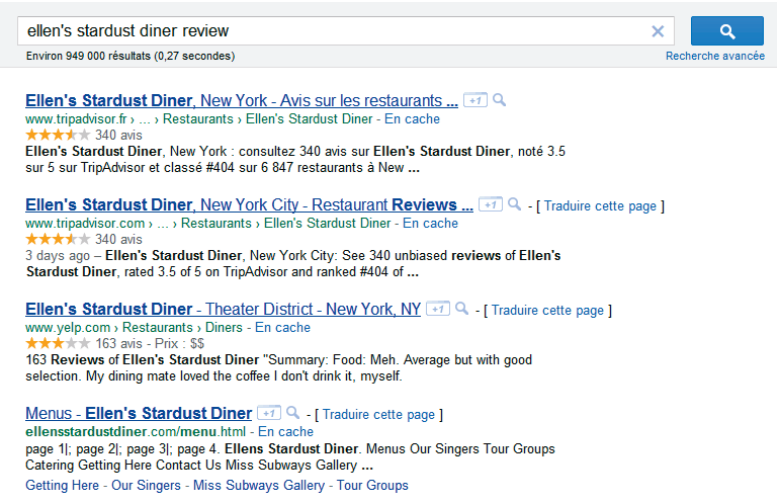 ellen's stardust diner review
Environ 949 000 résultats (0,27 secondes)
Recherche avancée
Ellen's Stardust Diner, New York - Avis sur les restaurants ... +1
www.tripadvisor.fr › ... › Restaurants › Ellen's Stardust Diner - En cache
340 avis
Ellen's Stardust Diner, New York : consultez 340 avis sur Ellen's Stardust Diner, noté 3.5
sur 5 sur TripAdvisor et classé #404 sur 6 847 restaurants à New ...
Ellen's Stardust Diner, New York City - Restaurant Reviews ... +1 - [ Traduire cette page ]
www.tripadvisor.com › ... › Restaurants › Ellen's Stardust Diner - En cache
340 avis
3 days ago – Ellen's Stardust Diner, New York City: See 340 unbiased reviews of Ellen's
Stardust Diner, rated 3.5 of 5 on TripAdvisor and ranked #404 of ...
Ellen's Stardust Diner - Theater District - New York, NY +1 - [ Traduire cette page ]
www.yelp.com › Restaurants › Diners - En cache
163 avis - Prix : $$
163 Reviews of Ellen's Stardust Diner "Summary: Food: Meh. Average but with good
selection. My dining mate loved the coffee I don't drink it, myself.
Menus - Ellen's Stardust Diner +1 - [ Traduire cette page ]
ellensstardustdiner.com/menu.html - En cache
page 1|; page 2|; page 3|; page 4. Ellens Stardust Diner. Menus Our Singers Tour Groups
Catering Getting Here Contact Us Miss Subways Gallery ...
Getting Here - Our Singers - Miss Subways Gallery - Tour Groups